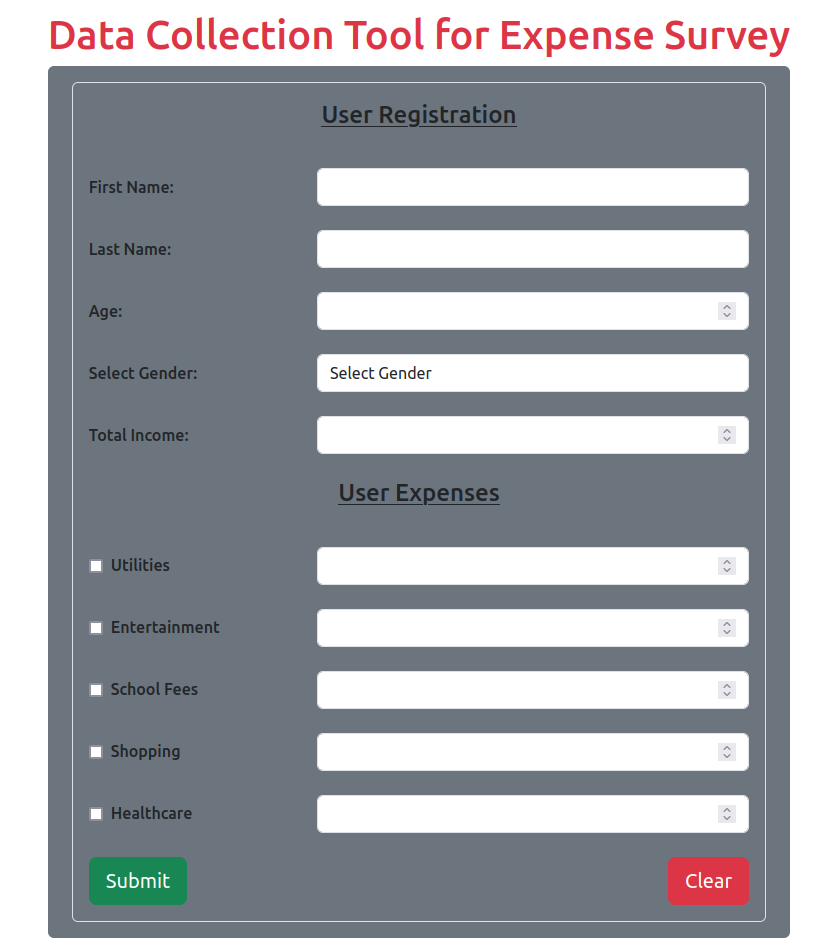 Data Collection Tool for Expense Survey
User Registration
First Name:
Last Name:
Age:
Select Gender: Select Gender
Total Income:
User Expenses
Utilities
Entertainment
School Fees
Shopping
Healthcare
Submit Clear